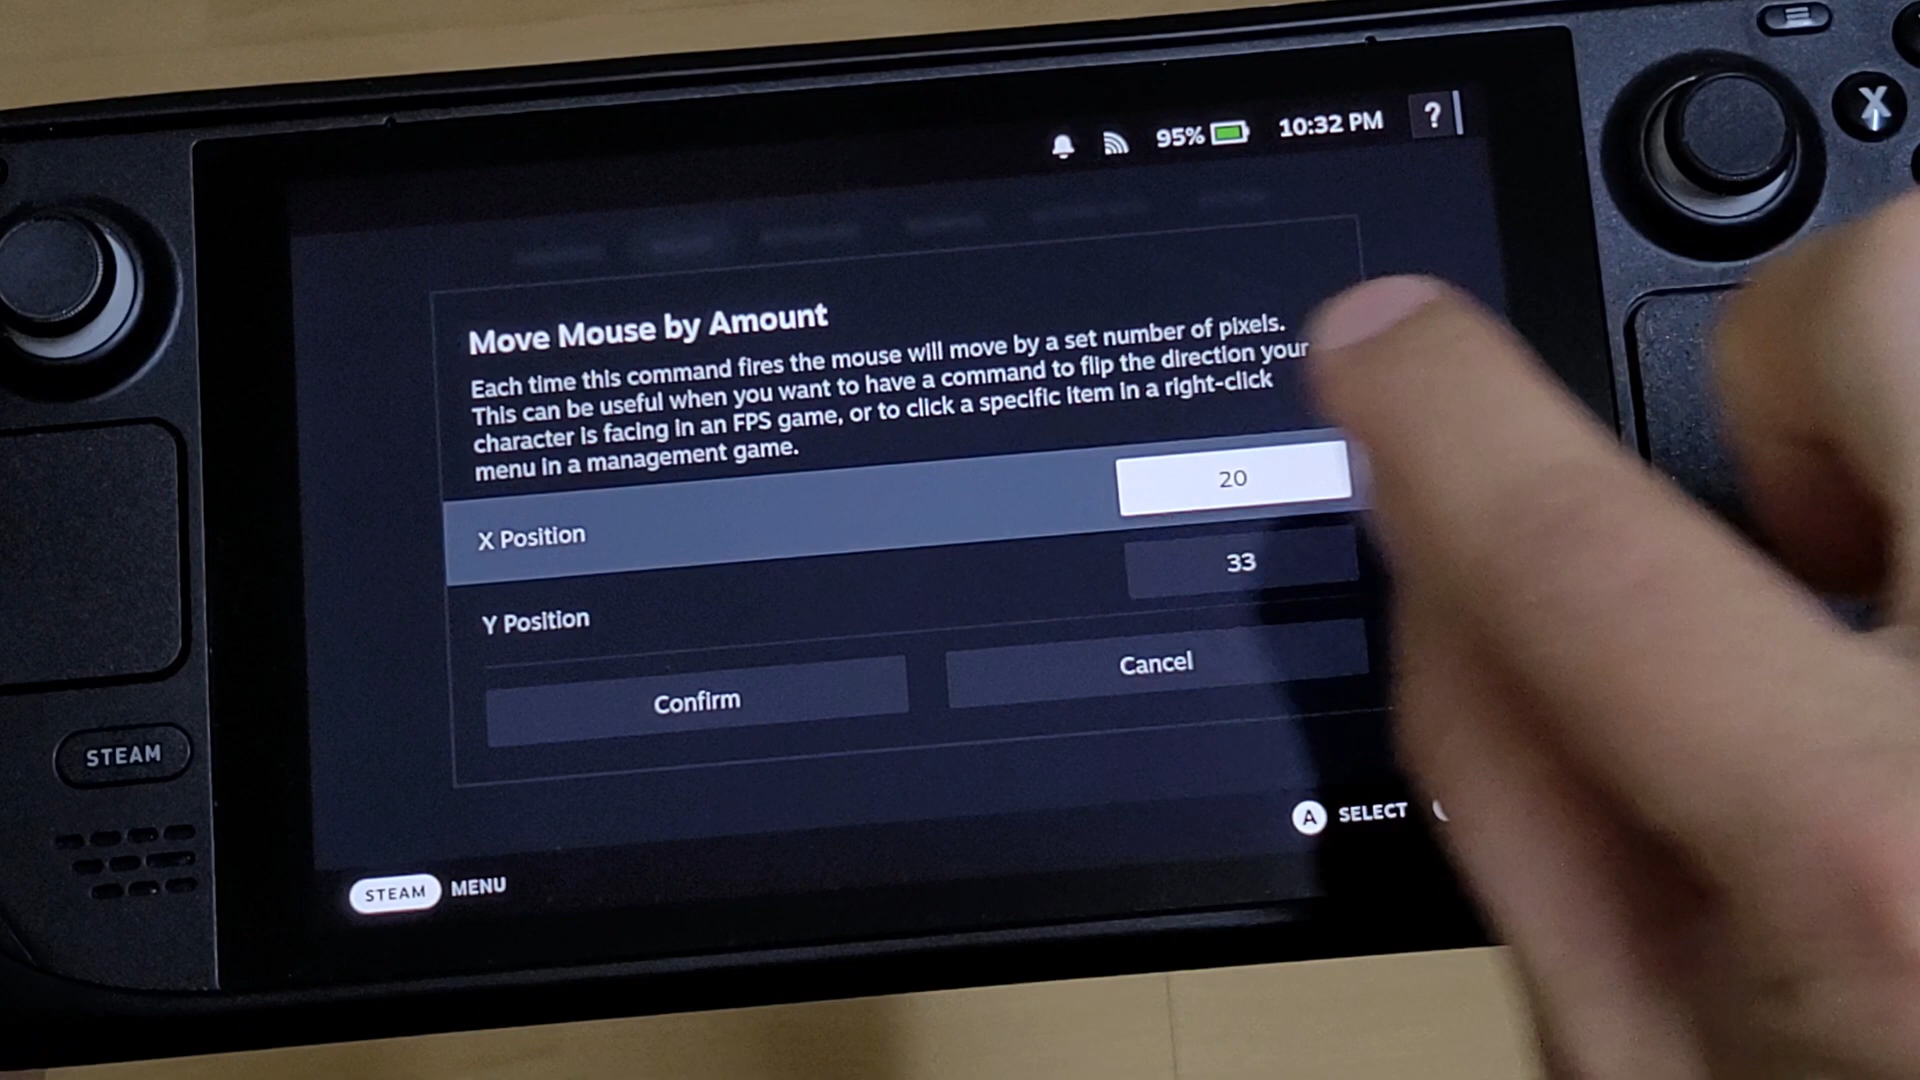 95% 10:32 PM ?
X
Move Mouse by Amount
Each time this command fires the mouse will move by a set number of pixels.
This can be useful when you want to have a command to flip the direction your
character is facing in an FPS game, or to click a specific item in a right-click
menu in a management game.
X Position 20
Y Position 33
Confirm Cancel
STEAM
A SELECT
STEAM MENU